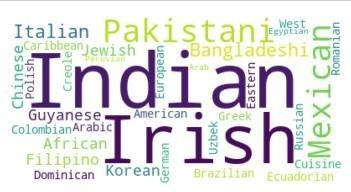 Italian
Pakistani
West
Egyptian
Caribbean
Jewish
Bangladeshi
Romanian
Chinese
Polish
Creole
Peruvian
European
Indian
Arab
Eastern
Mexican
Guyanese
American
Irish
Greek
Russian
Colombian
Arabic
African
Uzbek
Filipino
Korean
German
Brazilian
Cuisine
Dominican
Ecuadorian